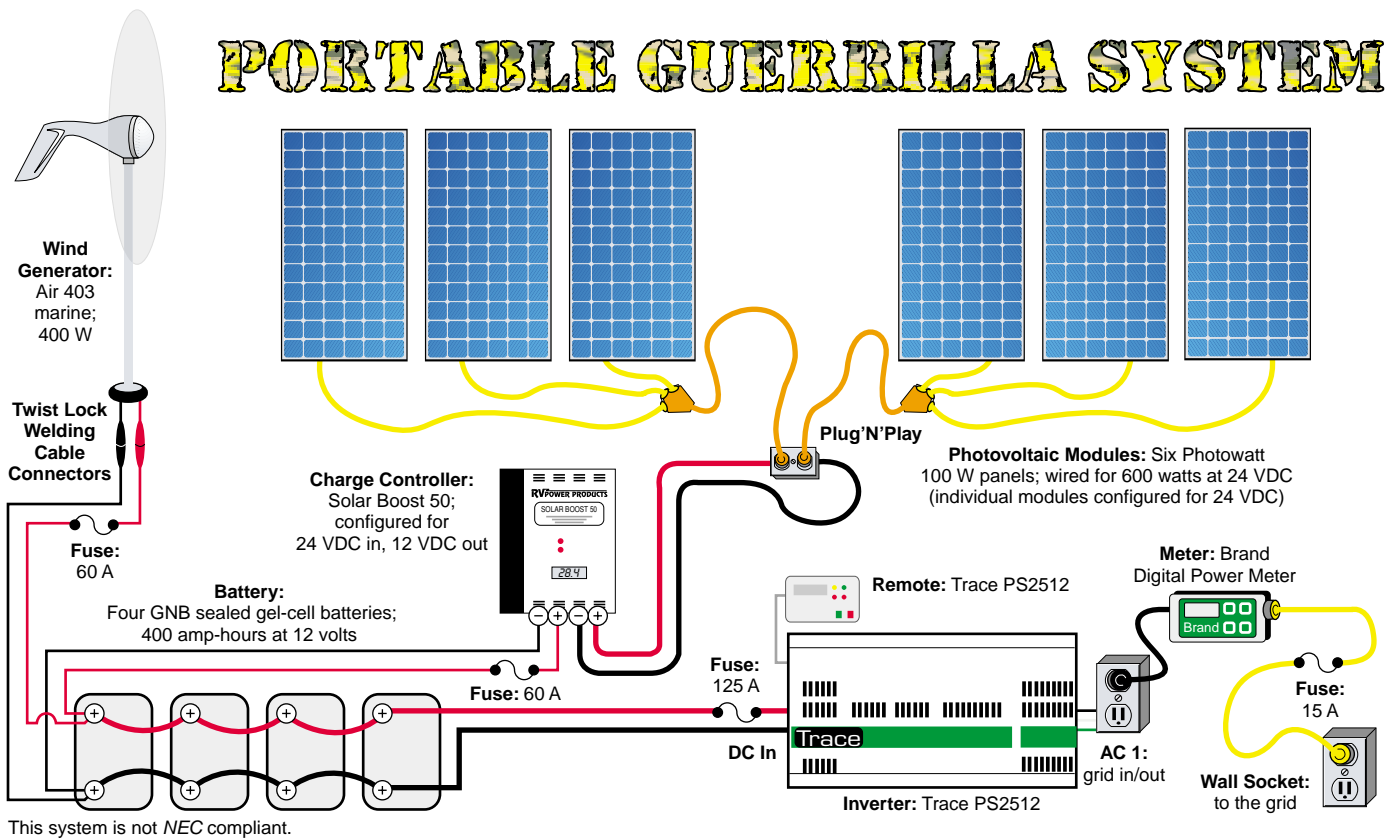 PORTABLE GUERRILLA SYSTEM
Wind
Generator:
Air 403
marine;
400 W
Twist Lock
Welding
Cable
Connectors
Fuse:
60 A
Plug'N'Play
Photovoltaic Modules: Six Photowatt
100 W panels; wired for 600 watts at 24 VDC
(individual modules configured for 24 VDC)
Charge Controller:
Solar Boost 50;
configured for
24 VDC in, 12 VDC out
RV POWER PRODUCTS
SOLAR BOOST 50
28.4
− + − +
Battery:
Four GNB sealed gel-cell batteries;
400 amp-hours at 12 volts
Fuse: 60 A
Remote: Trace PS2512
Meter: Brand
Digital Power Meter
Brand
Fuse:
125 A
Fuse:
15 A
+ + + +
− − − −
DC In
Trace
Inverter: Trace PS2512
AC 1:
grid in/out
Wall Socket:
to the grid
This system is not NEC compliant.